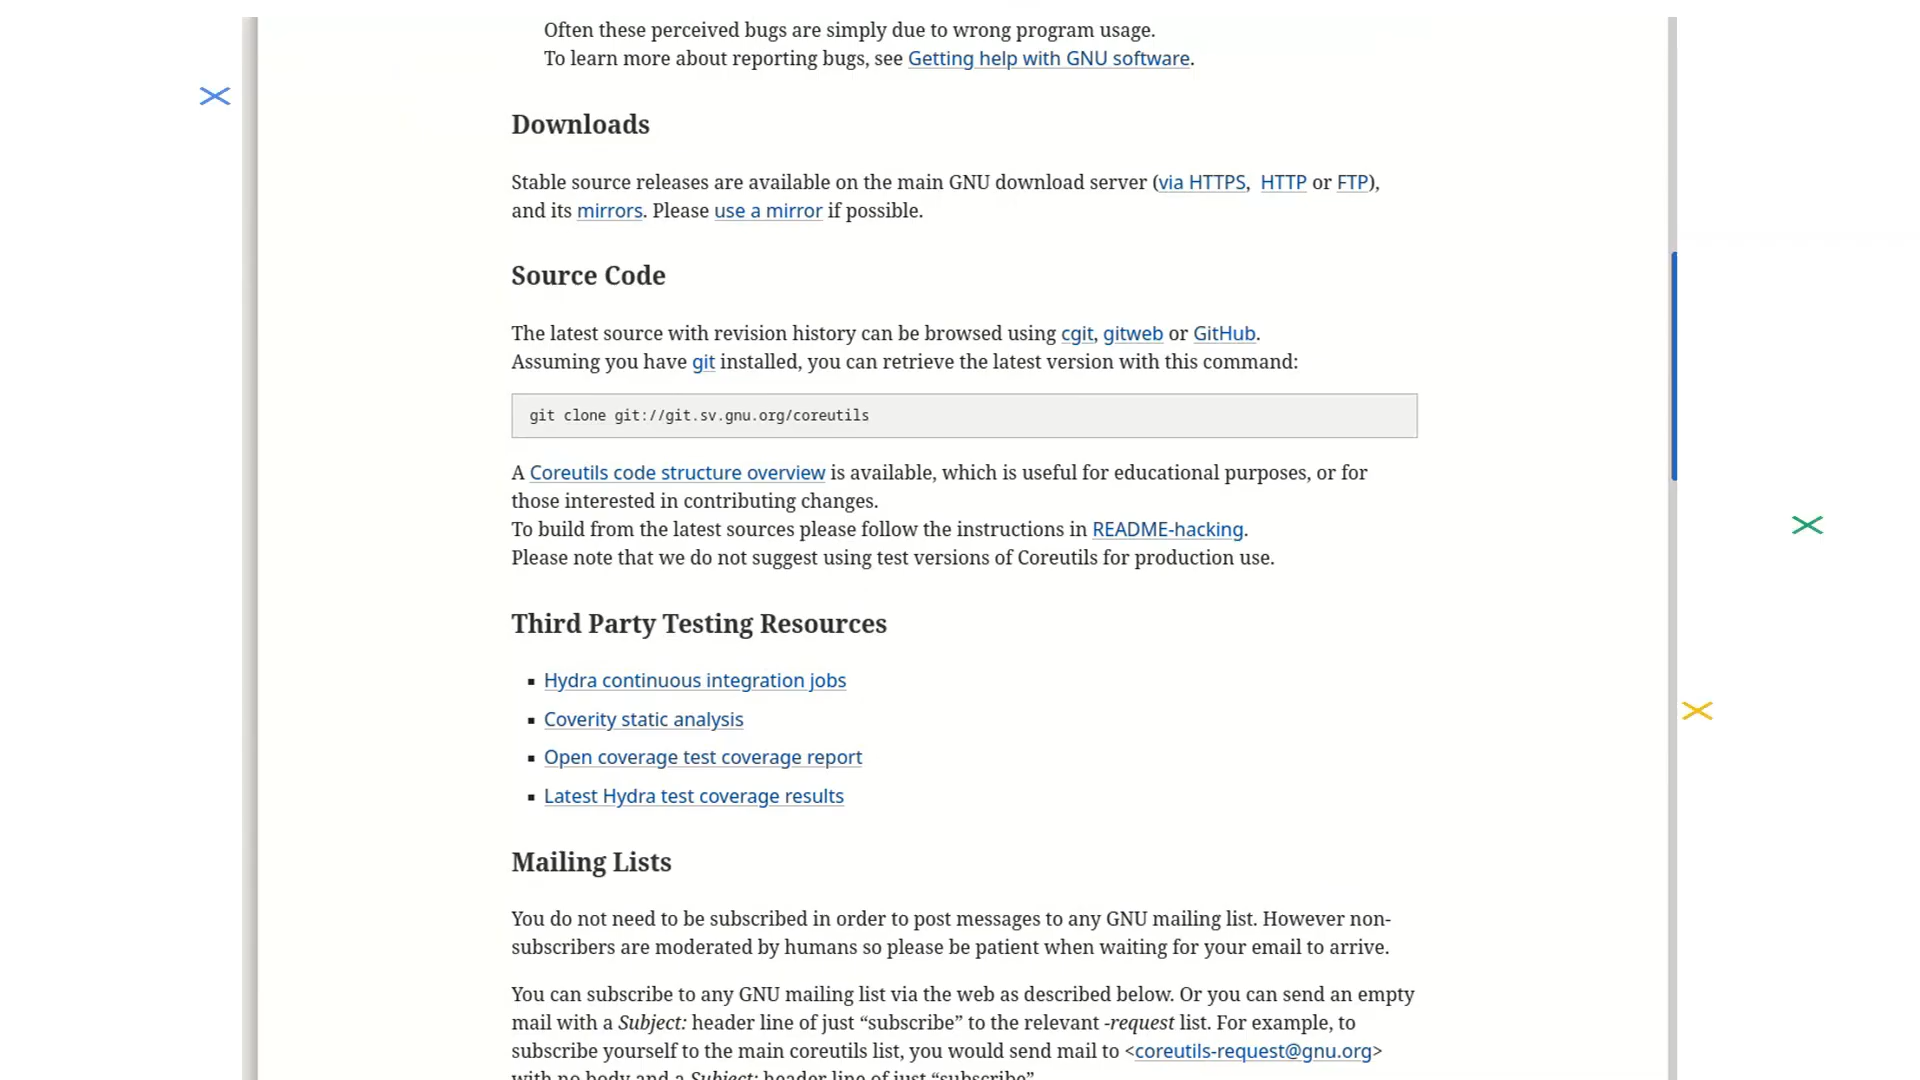 Often these perceived bugs are simply due to wrong program usage.
To learn more about reporting bugs, see Getting help with GNU software.
Downloads
Stable source releases are available on the main GNU download server (via HTTPS, HTTP or FTP),
and its mirrors. Please use a mirror if possible.
Source Code
The latest source with revision history can be browsed using cgit, gitweb or GitHub.
Assuming you have git installed, you can retrieve the latest version with this command:
git clone git://git.sv.gnu.org/coreutils
A Coreutils code structure overview is available, which is useful for educational purposes, or for
those interested in contributing changes.
To build from the latest sources please follow the instructions in README-hacking.
Please note that we do not suggest using test versions of Coreutils for production use.
Third Party Testing Resources
▪ Hydra continuous integration jobs
▪ Coverity static analysis
▪ Open coverage test coverage report
▪ Latest Hydra test coverage results
Mailing Lists
You do not need to be subscribed in order to post messages to any GNU mailing list. However non-
subscribers are moderated by humans so please be patient when waiting for your email to arrive.
You can subscribe to any GNU mailing list via the web as described below. Or you can send an empty
mail with a Subject: header line of just “subscribe” to the relevant -request list. For example, to
subscribe yourself to the main coreutils list, you would send mail to <coreutils-request@gnu.org>
with no body and a Subject: header line of just “subscribe”